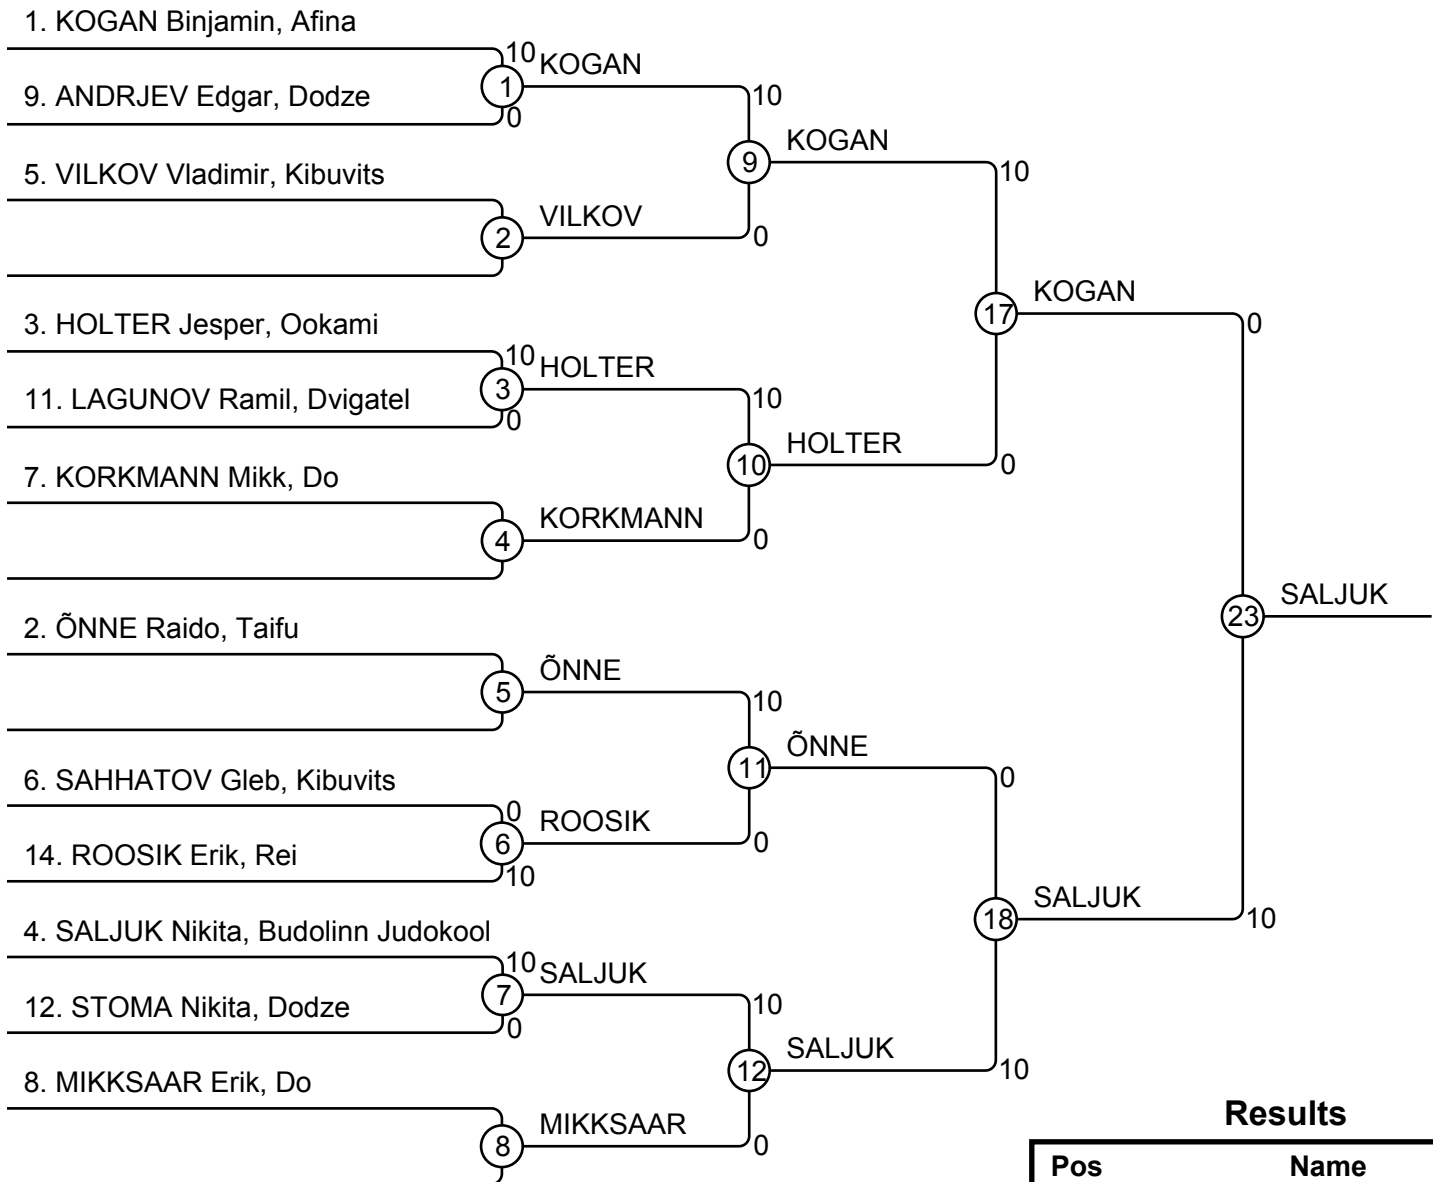 1. KOGAN Binjamin, Afina
10
KOGAN
1
9. ANDRJEV Edgar, Dodze
0
10
KOGAN
9
10
5. VILKOV Vladimir, Kibuvits
VILKOV
2
0
KOGAN
17
0
3. HOLTER Jesper, Ookami
10
HOLTER
3
11. LAGUNOV Ramil, Dvigatel
0
10
HOLTER
10
0
7. KORKMANN Mikk, Do
KORKMANN
4
0
SALJUK
23
2. ÕNNE Raido, Taifu
ÕNNE
5
10
ÕNNE
11
0
6. SAHHATOV Gleb, Kibuvits
0
ROOSIK
6
0
14. ROOSIK Erik, Rei
10
SALJUK
18
10
4. SALJUK Nikita, Budolinn Judokool
10
SALJUK
7
10
12. STOMA Nikita, Dodze
0
SALJUK
12
10
8. MIKKSAAR Erik, Do
MIKKSAAR
8
0
Results
Pos Name